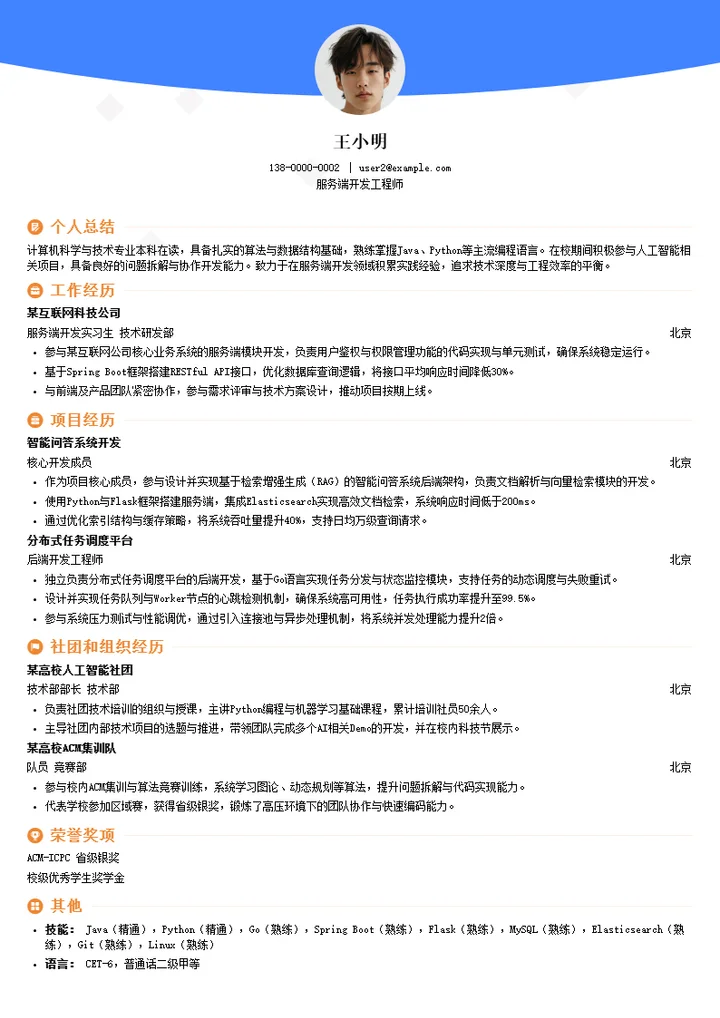 王小明
138-0000-0002 | user2@example.com
服务端开发工程师
个人总结
计算机科学与技术专业本科在读，具备扎实的算法与数据结构基础，熟练掌握Java、Python等主流编程语言。在校期间积极参与人工智能相
关项目，具备良好的问题拆解与协作开发能力。致力于在服务端开发领域积累实践经验，追求技术深度与工程效率的平衡。
工作经历
某互联网科技公司
服务端开发实习生 技术研发部 北京
• 参与某互联网公司核心业务系统的服务端模块开发，负责用户鉴权与权限管理功能的代码实现与单元测试，确保系统稳定运行。
• 基于Spring Boot框架搭建RESTful API接口，优化数据库查询逻辑，将接口平均响应时间降低30%。
• 与前端及产品团队紧密协作，参与需求评审与技术方案设计，推动项目按期上线。
项目经历
智能问答系统开发
核心开发成员 北京
• 作为项目核心成员，参与设计并实现基于检索增强生成（RAG）的智能问答系统后端架构，负责文档解析与向量检索模块的开发。
• 使用Python与Flask框架搭建服务端，集成Elasticsearch实现高效文档检索，系统响应时间低于200ms。
• 通过优化索引结构与缓存策略，将系统吞吐量提升40%，支持日均万级查询请求。
分布式任务调度平台
后端开发工程师 北京
• 独立负责分布式任务调度平台的后端开发，基于Go语言实现任务分发与状态监控模块，支持任务的动态调度与失败重试。
• 设计并实现任务队列与Worker节点的心跳检测机制，确保系统高可用性，任务执行成功率提升至99.5%。
• 参与系统压力测试与性能调优，通过引入连接池与异步处理机制，将系统并发处理能力提升2倍。
社团和组织经历
某高校人工智能社团
技术部部长 技术部 北京
• 负责社团技术培训的组织与授课，主讲Python编程与机器学习基础课程，累计培训社员50余人。
• 主导社团内部技术项目的选题与推进，带领团队完成多个AI相关Demo的开发，并在校内科技节展示。
某高校ACM集训队
队员 竞赛部 北京
• 参与校内ACM集训与算法竞赛训练，系统学习图论、动态规划等算法，提升问题拆解与代码实现能力。
• 代表学校参加区域赛，获得省级银奖，锻炼了高压环境下的团队协作与快速编码能力。
荣誉奖项
ACM-ICPC 省级银奖
校级优秀学生奖学金
其他
• 技能： Java（精通），Python（精通），Go（熟练），Spring Boot（熟练），Flask（熟练），MySQL（熟练），Elasticsearch（熟
练），Git（熟练），Linux（熟练）
• 语言： CET-6，普通话二级甲等